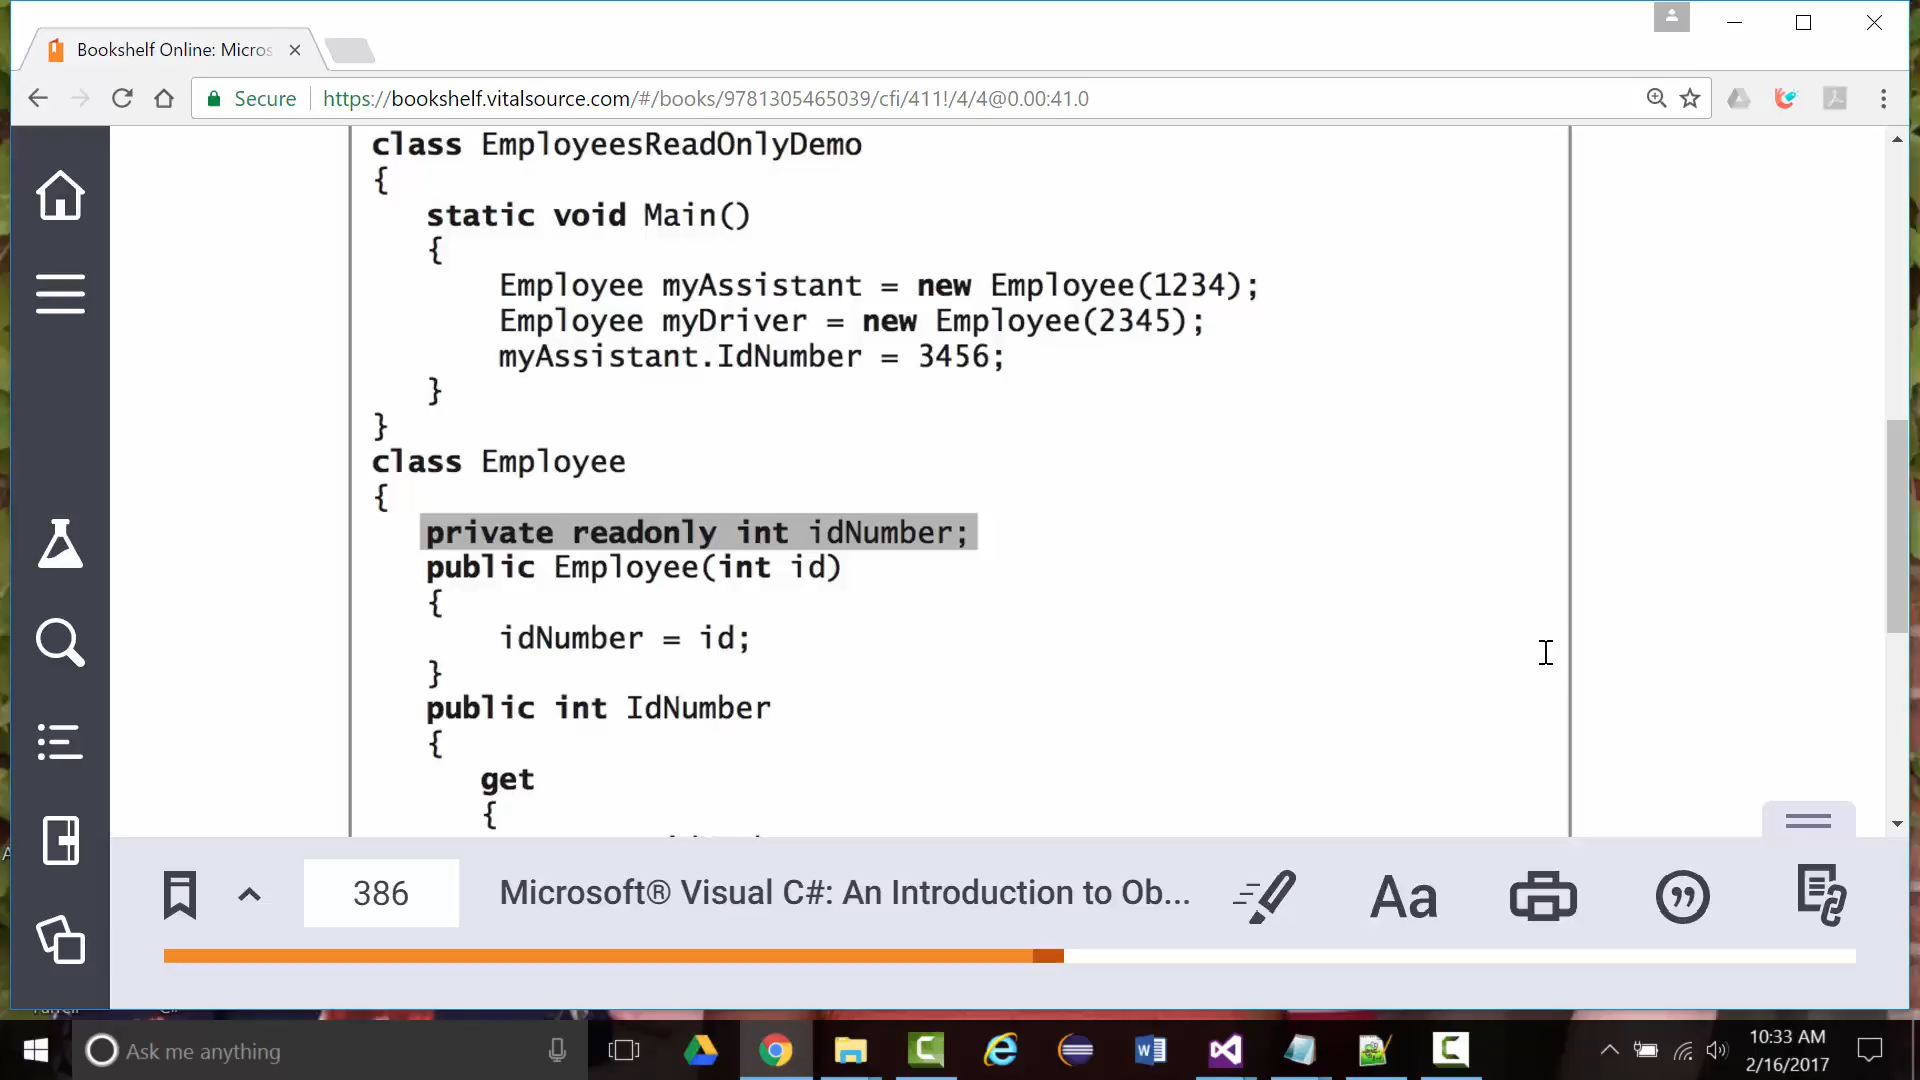 Bookshelf Online: Micros
Secure
https://bookshelf.vitalsource.com/#/books/9781305465039/cfi/411!/4/4@0.00:41.0
class EmployeesReadOnlyDemo
{
static void Main()
{
Employee myAssistant = new Employee(1234);
Employee myDriver = new Employee(2345);
myAssistant.IdNumber = 3456;
}
}
class Employee
{
private readonly int idNumber;
public Employee(int id)
{
idNumber = id;
}
public int IdNumber
{
get
{
386
Microsoft® Visual C#: An Introduction to Ob...
Aa
Ask me anything
10:33 AM
2/16/2017